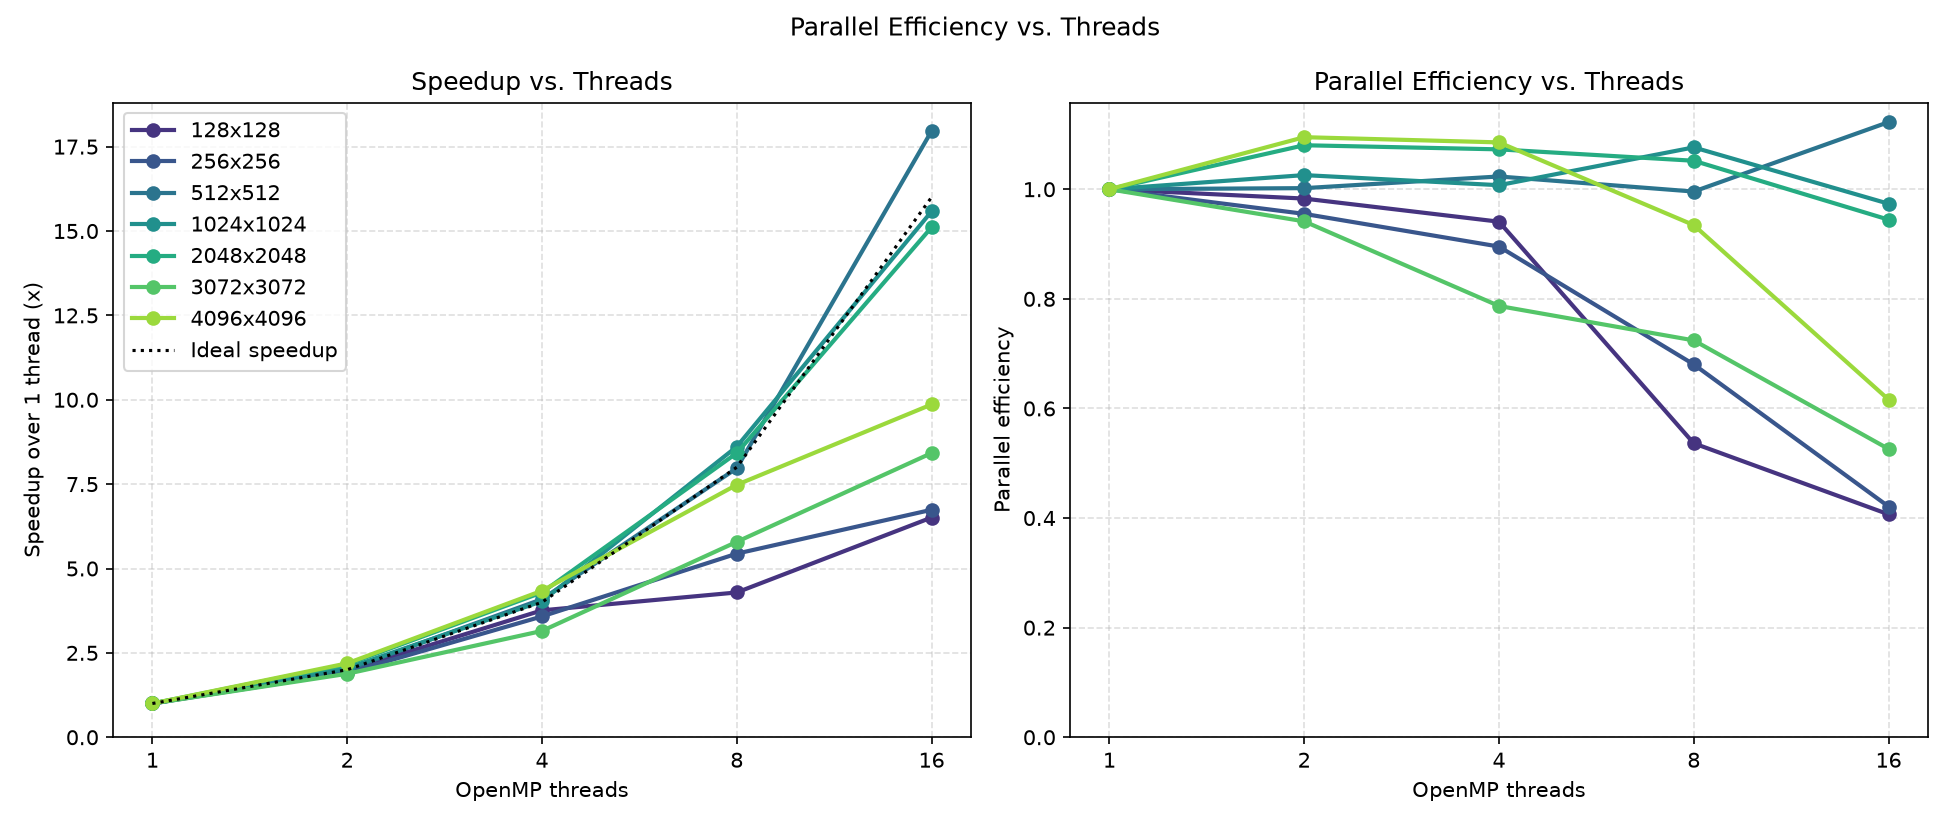 Parallel Efficiency vs. Threads
Speedup vs. Threads
Speedup over 1 thread (x)
17.5
15.0
12.5
10.0
7.5
5.0
2.5
0.0
128x128
256x256
512x512
1024x1024
2048x2048
3072x3072
4096x4096
Ideal speedup
1 2 4 8 16
OpenMP threads
Parallel Efficiency vs. Threads
Parallel efficiency
1.0
0.8
0.6
0.4
0.2
0.0
1 2 4 8 16
OpenMP threads